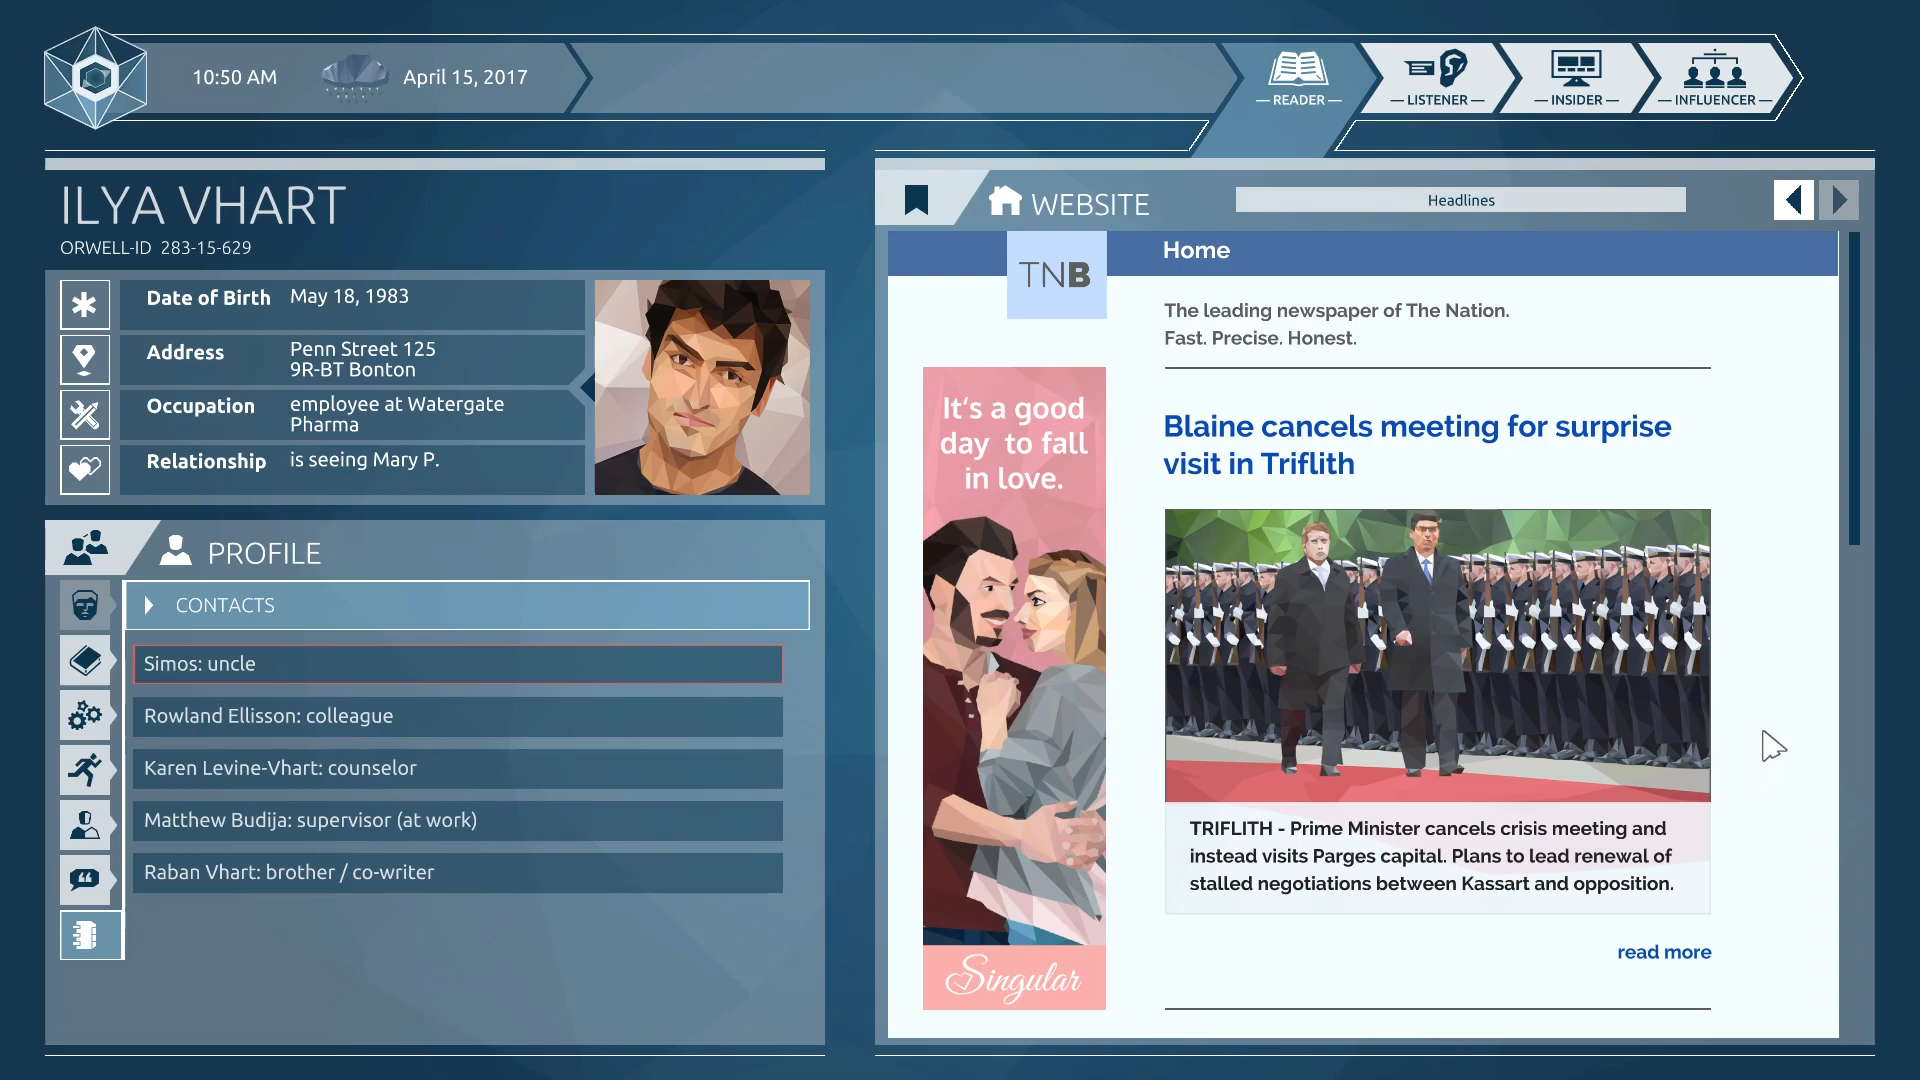 10:50 AM
April 15, 2017
READER
LISTENER
INSIDER
INFLUENCER
ILYA VHART
ORWELL-ID 283-15-629
Date of Birth May 18, 1983
Address Penn Street 125
9R-BT Bonton
Occupation employee at Watergate
Pharma
Relationship is seeing Mary P.
PROFILE
CONTACTS
Simos: uncle
Rowland Ellisson: colleague
Karen Levine-Vhart: counselor
Matthew Budija: supervisor (at work)
Raban Vhart: brother / co-writer
WEBSITE
Headlines
TNB
Home
The leading newspaper of The Nation.
Fast. Precise. Honest.
It's a good
day to fall
in love.
Singular
Blaine cancels meeting for surprise
visit in Triflith
TRIFLITH - Prime Minister cancels crisis meeting and
instead visits Parges capital. Plans to lead renewal of
stalled negotiations between Kassart and opposition.
read more